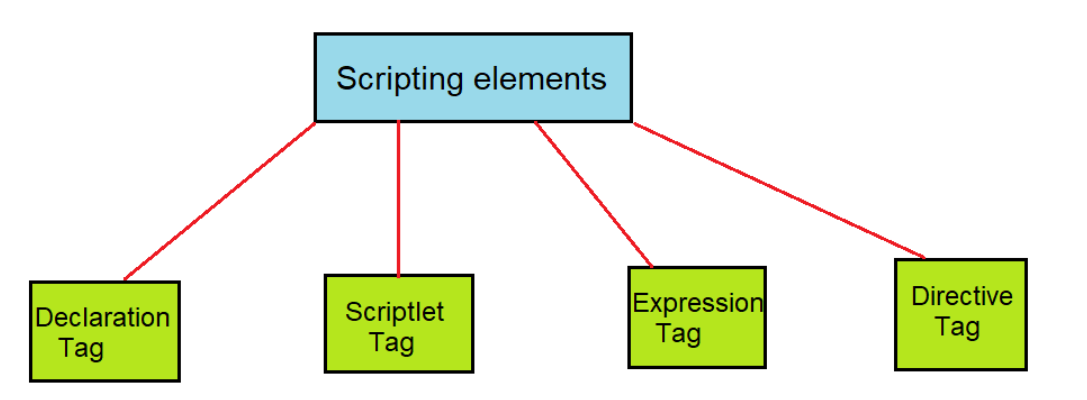 Scripting elements
Declaration
Tag
Scriptlet
Tag
Expression
Tag
Directive
Tag